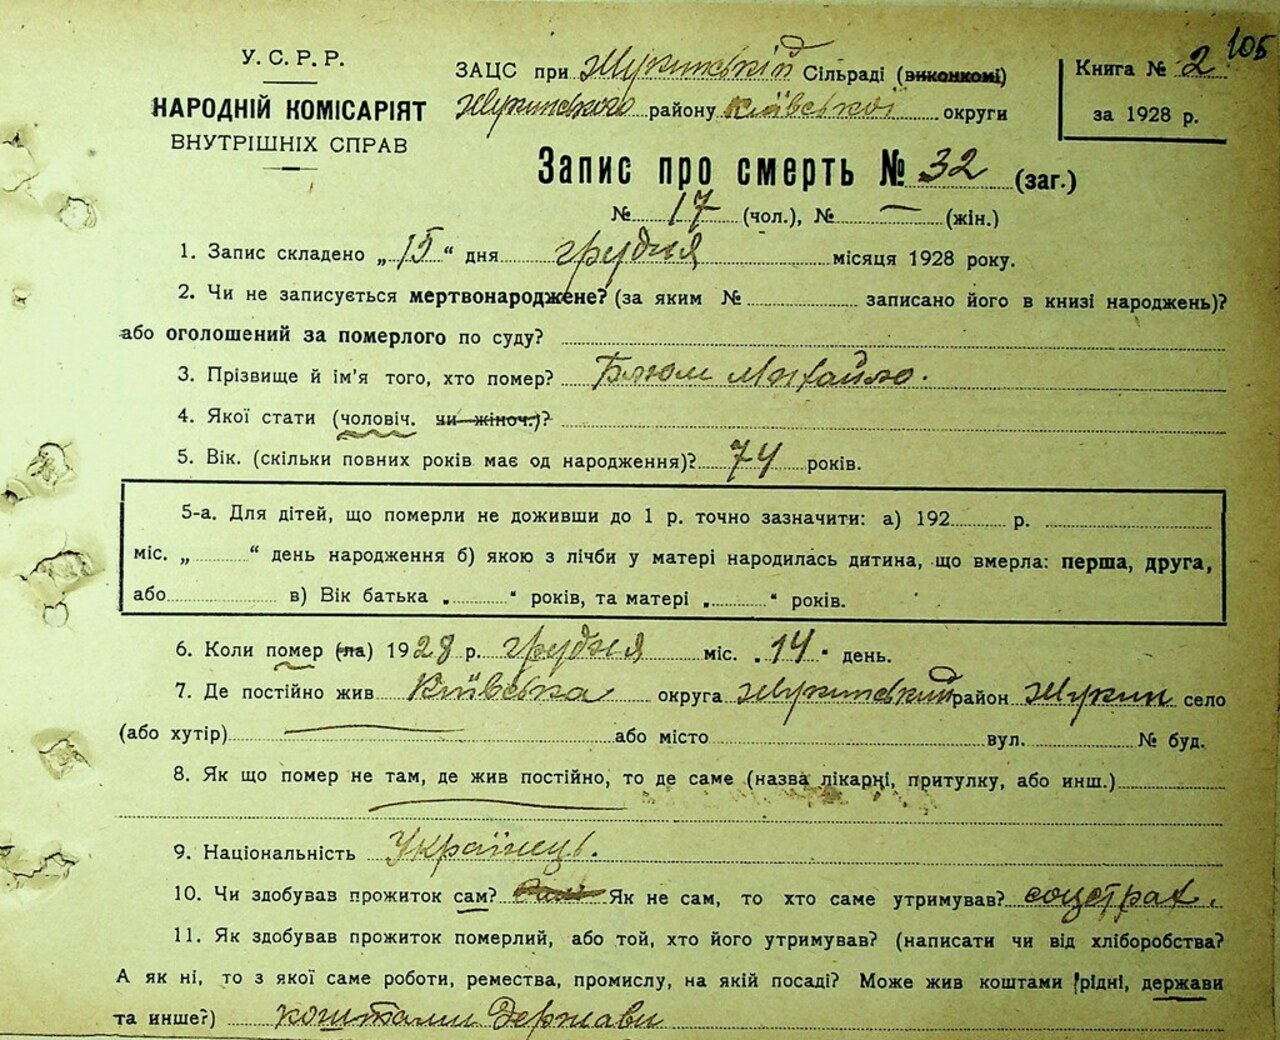 105
У. С. Р. Р.
НАРОДНІЙ КОМІСАРІЯТ
ВНУТРІШНІХ СПРАВ
ЗАЦС при Жукинській Сільраді (виконкомі)
Жукинського району Київської округи
Книга № 2
за 1928 р.
Запис про смерть № 32 (заг.)
№ 17 (чол.), № — (жін.)
1. Запис складено „15“ дня грудня місяця 1928 року.
2. Чи не записується мертвонароджене? (за яким № записано його в книзі народжень)?
або оголошений за померлого по суду?
3. Прізвище й ім'я того, хто помер? Блюм Михайло.
4. Якої стати (чоловіч. чи жіноч.)?
5. Вік. (скільки повних років має од народження)? 74 років.
5-а. Для дітей, що померли не доживши до 1 р. точно зазначити: а) 192 р.
міс. „ “ день народження б) якою з лічби у матері народилась дитина, що вмерла: перша, друга,
або в) Вік батька „ “ років, та матері „ “ років.
6. Коли помер (ла) 1928 р. грудня міс. „14“ день.
7. Де постійно жив Київська округа Жукинський район Жукин село
(або хутір) або місто вул. № буд.
8. Як що помер не там, де жив постійно, то де саме (назва лікарні, притулку, або инш.)
9. Національність Українець.
10. Чи здобував прожиток сам? Як не сам, то хто саме утримував? соцстрах.
11. Як здобував прожиток померлий, або той, хто його утримував? (написати чи від хліборобства?
А як ні, то з якої саме роботи, ремества, промислу, на якій посаді? Може жив коштами рідні, держави
та инше?) коштами Держави